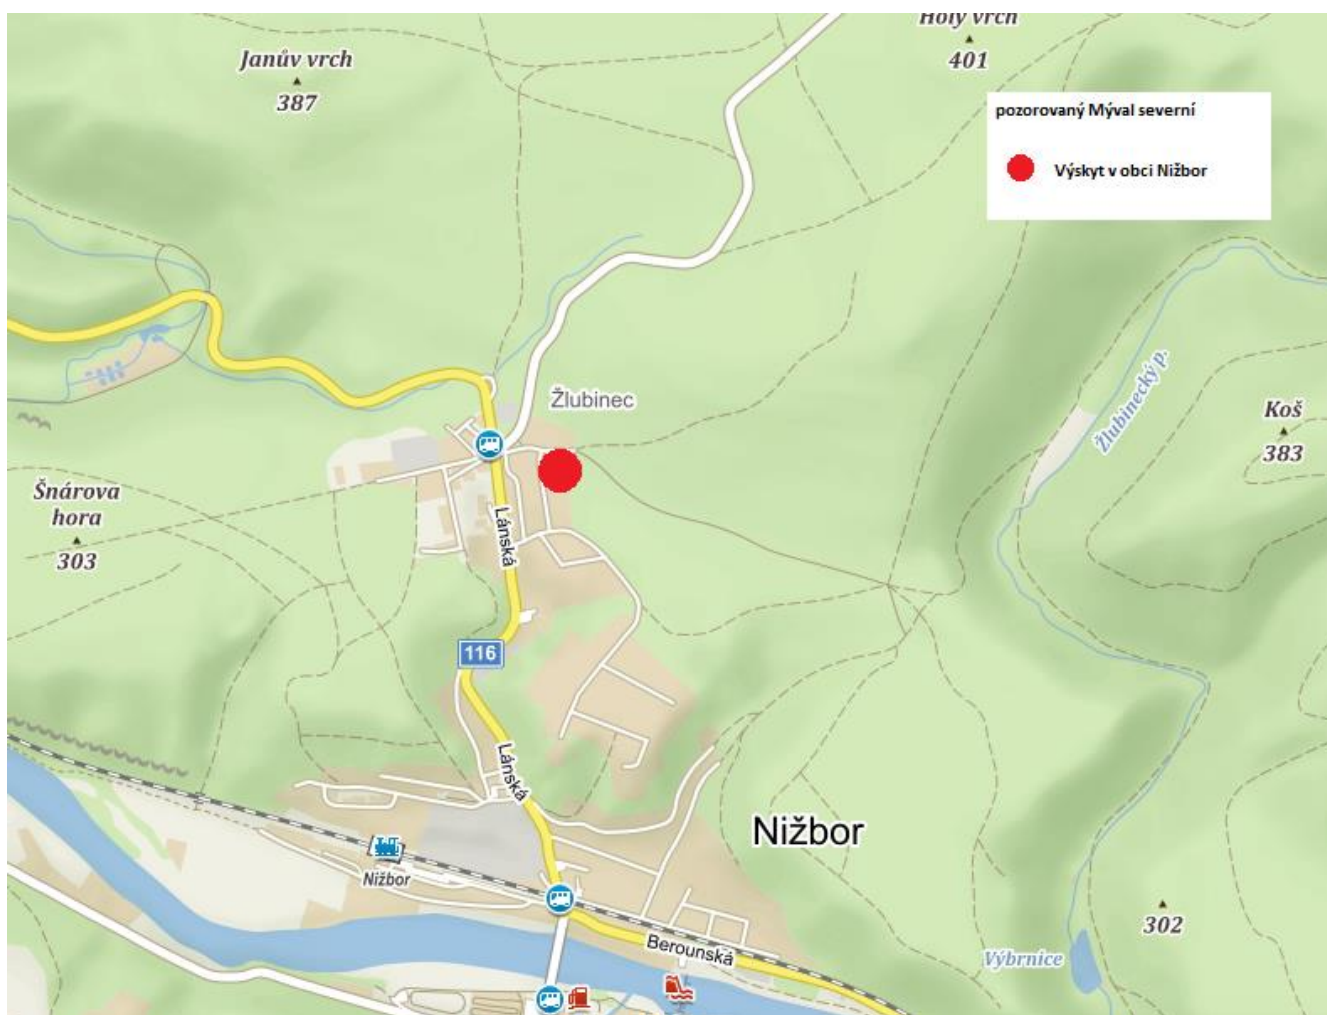 Holý vrch
401
Janův vrch
387
pozorovaný Mýval severní
Výskyt v obci Nižbor
Žlubinecký p.
Žlubinec
Koš
383
Šnárova
hora
303
Lánská
116
Lánská
Nižbor
Nižbor
302
Berounská
Výbrnice